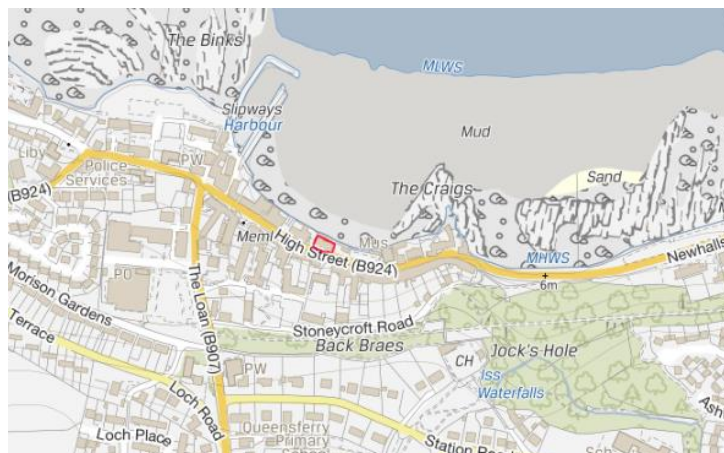 The Binks
MLWS
Slipways
Harbour
Mud
Liby
PW
Police
Services
The Craigs
Sand
(B924)
Meml
Mus
High Street (B924)
MHWS
Newhalls
6m
PO
The Loan (B907)
Morison Gardens
Stoneycroft Road
Back Braes
Jock's Hole
CH
Iss
Waterfalls
Terrace
Loch Road
PW
Loch Place
Queensferry
Primary
School
Station Road
Sch
Ash